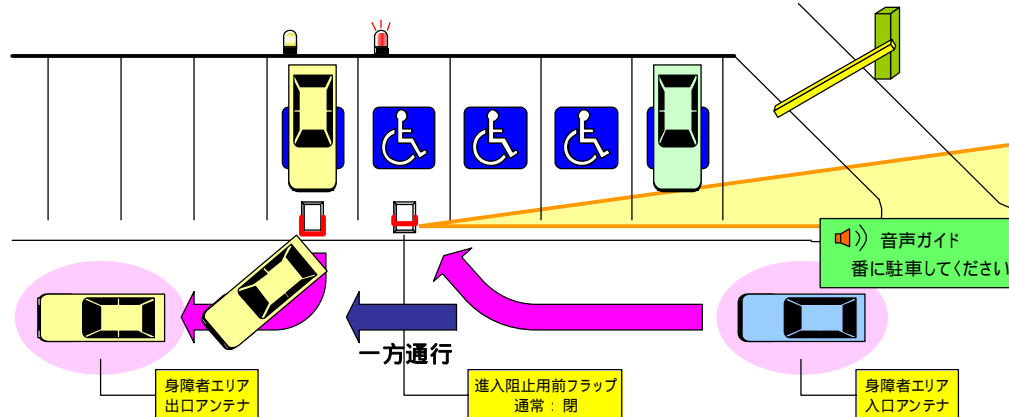 音声ガイド
番に駐車してください
一方通行
身障者エリア
出口アンテナ
進入阻止用前フラップ
通常：閉
身障者エリア
入口アンテナ